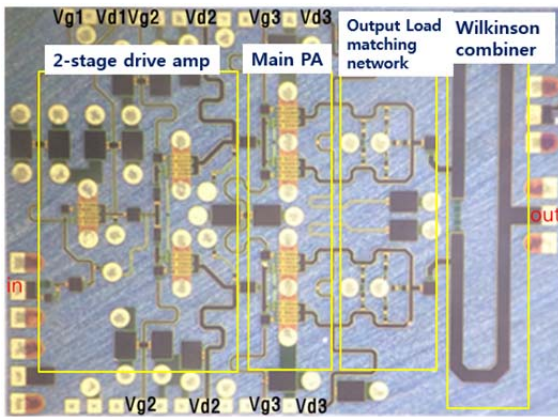 Vg1 Vd1 Vg2 Vd2 Vg3 Vd3
2-stage drive amp
Main PA
Output Load
matching
network
Wilkinson
combiner
in
out
Vg2 Vd2 Vg3 Vd3